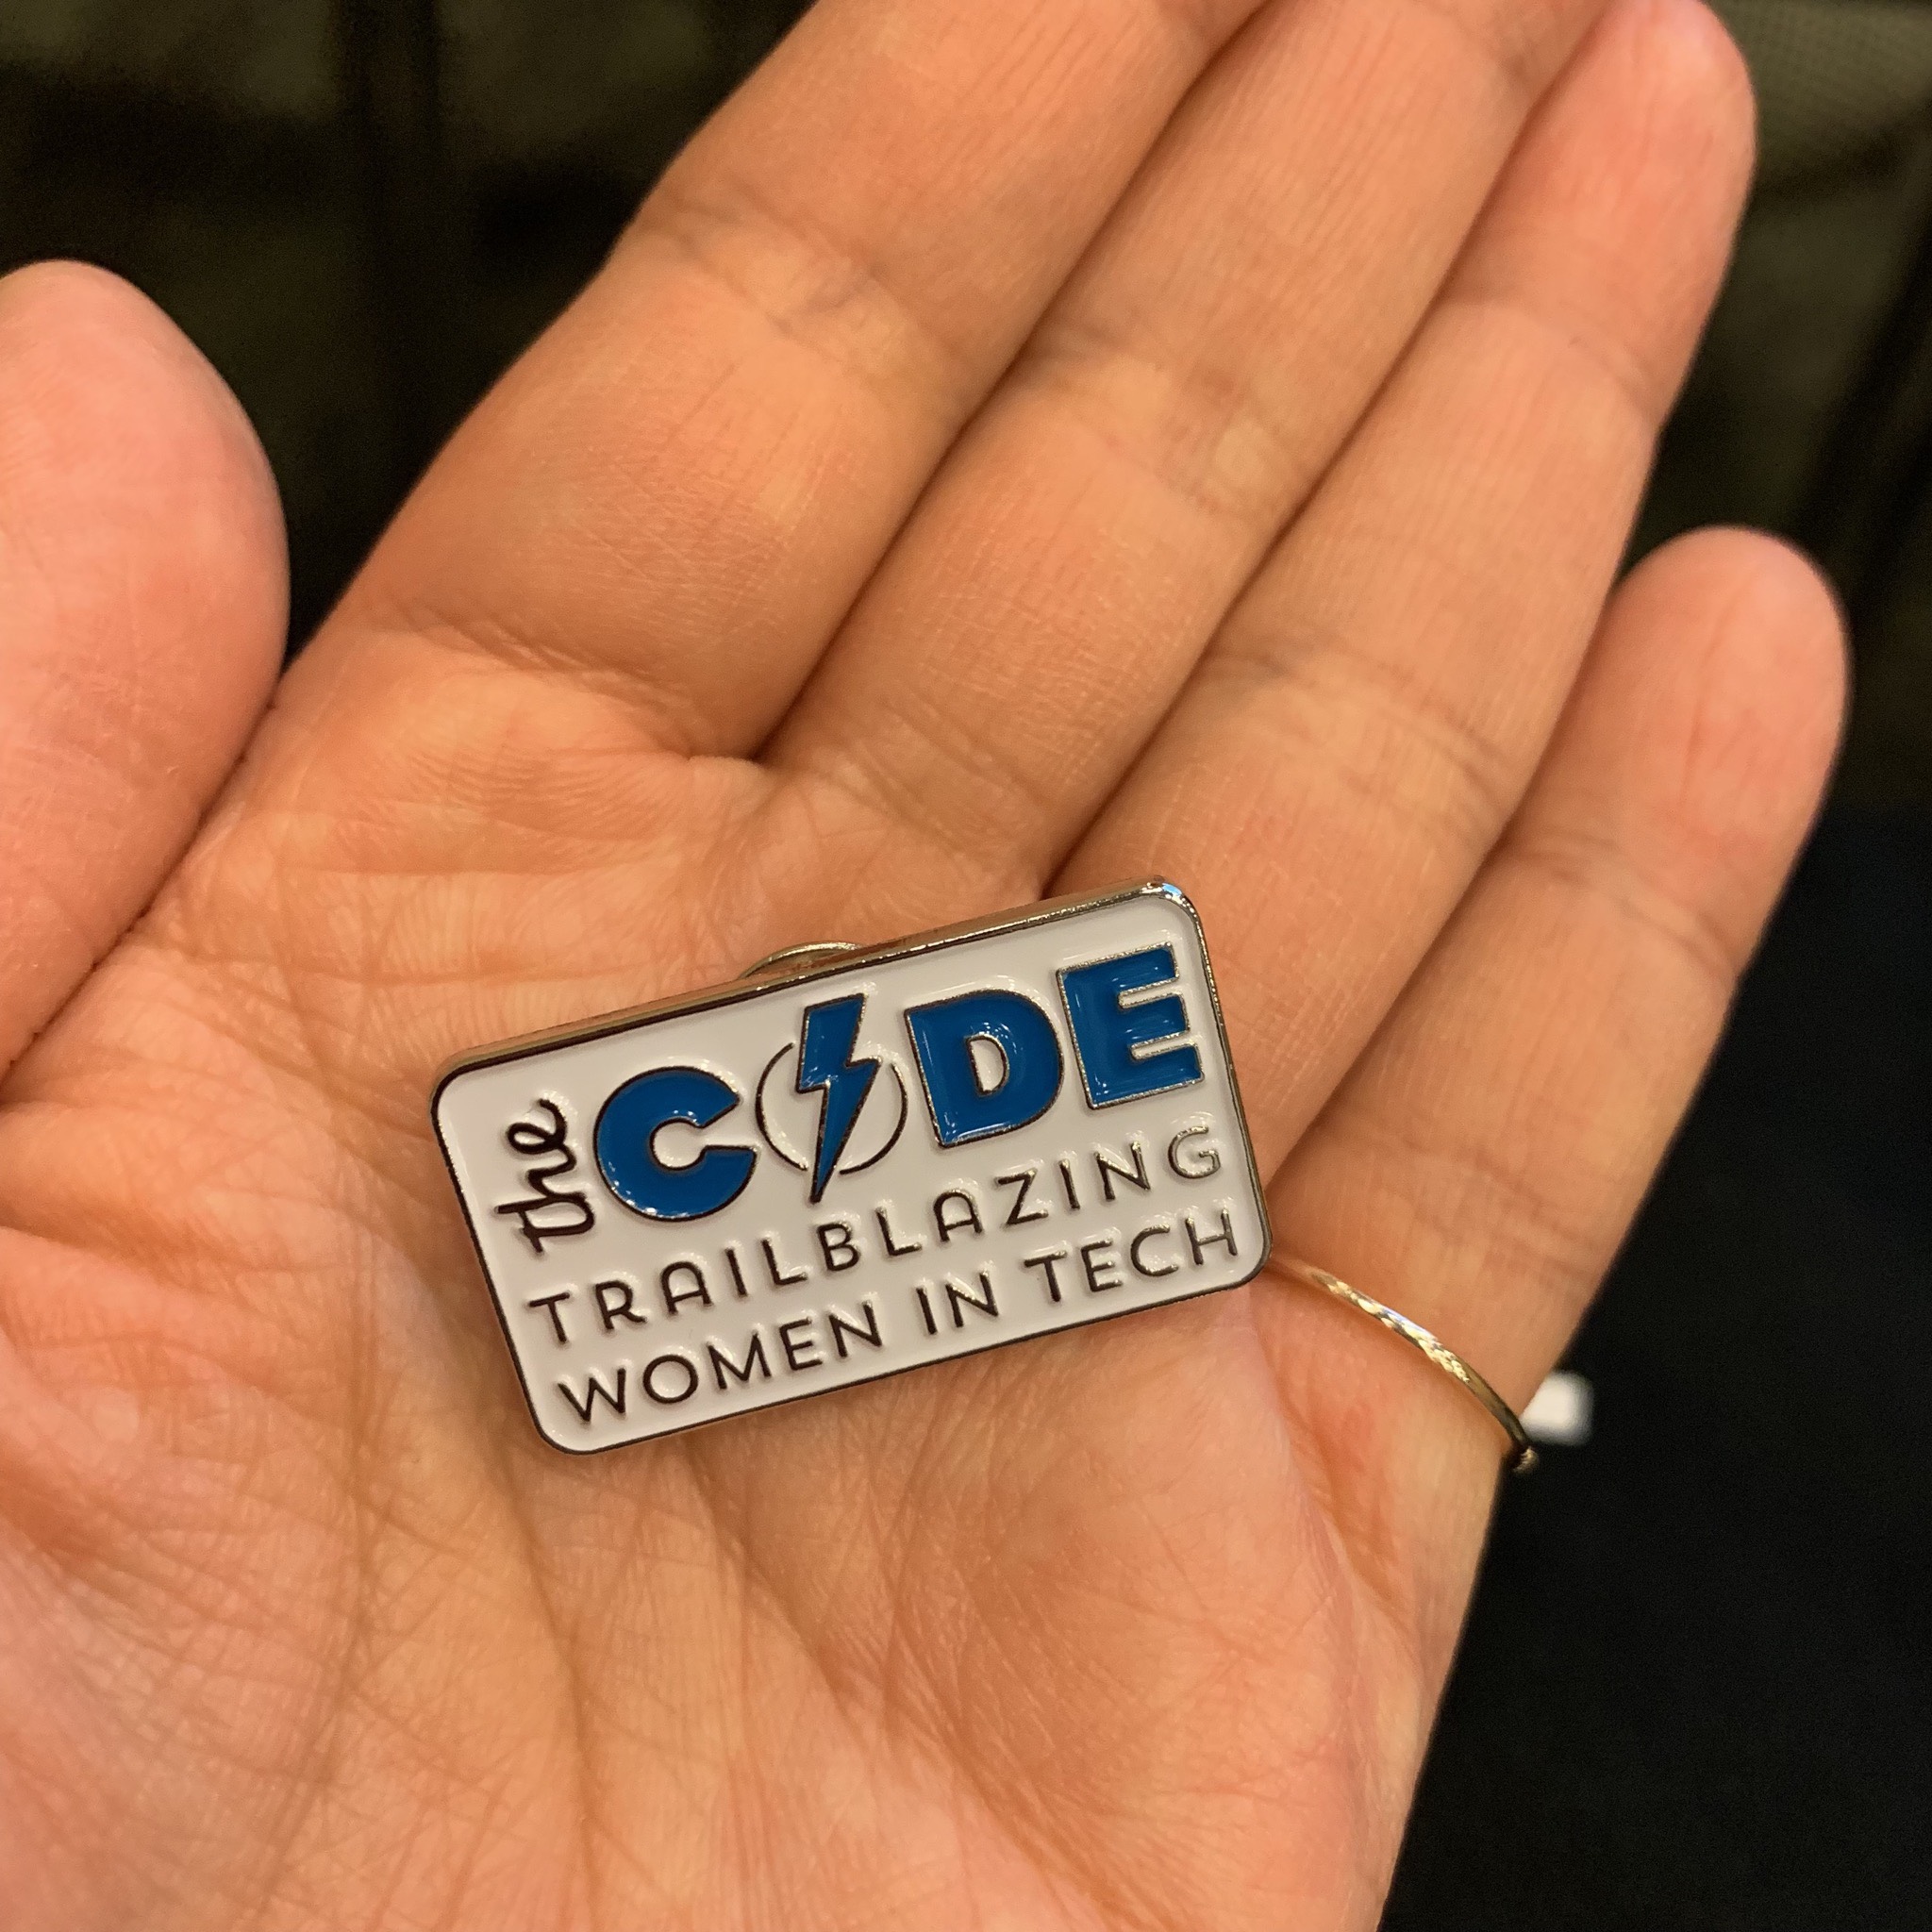 the CODE
TRAILBLAZING
WOMEN IN TECH